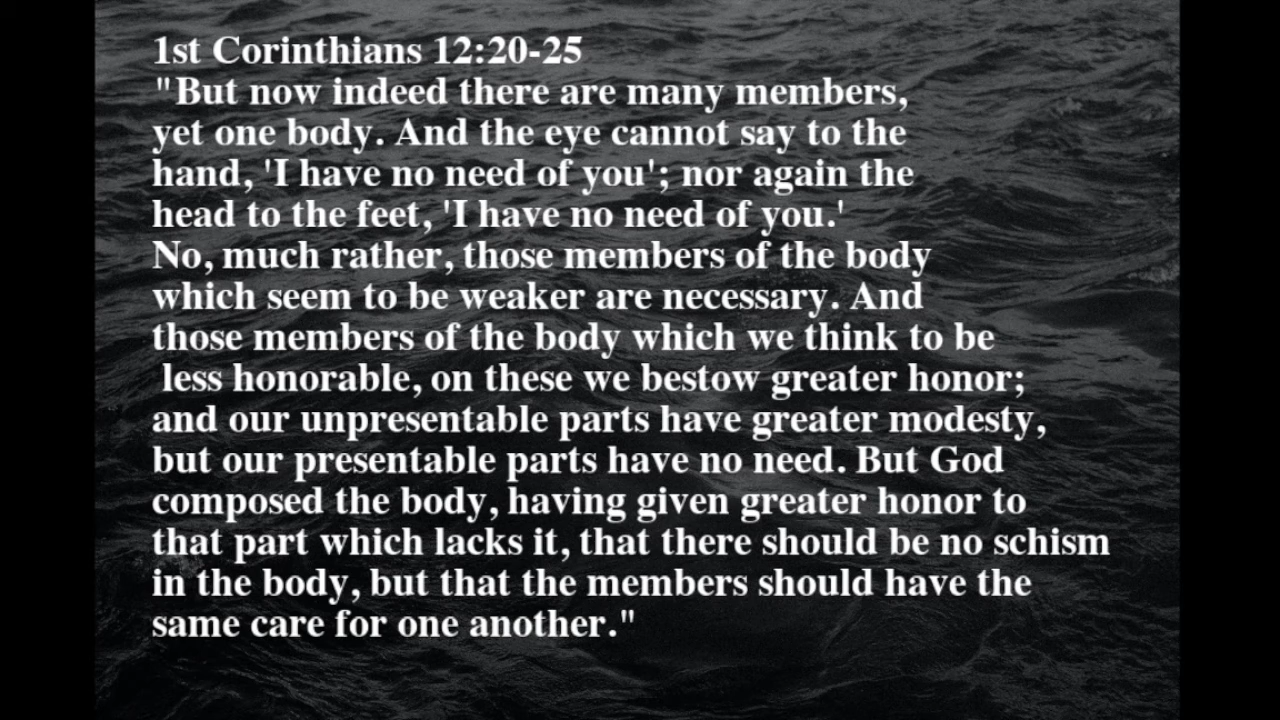 1st Corinthians 12:20-25
"But now indeed there are many members,
yet one body. And the eye cannot say to the
hand, 'I have no need of you'; nor again the
head to the feet, 'I have no need of you.'
No, much rather, those members of the body
which seem to be weaker are necessary. And
those members of the body which we think to be
less honorable, on these we bestow greater honor;
and our unpresentable parts have greater modesty,
but our presentable parts have no need. But God
composed the body, having given greater honor to
that part which lacks it, that there should be no schism
in the body, but that the members should have the
same care for one another."